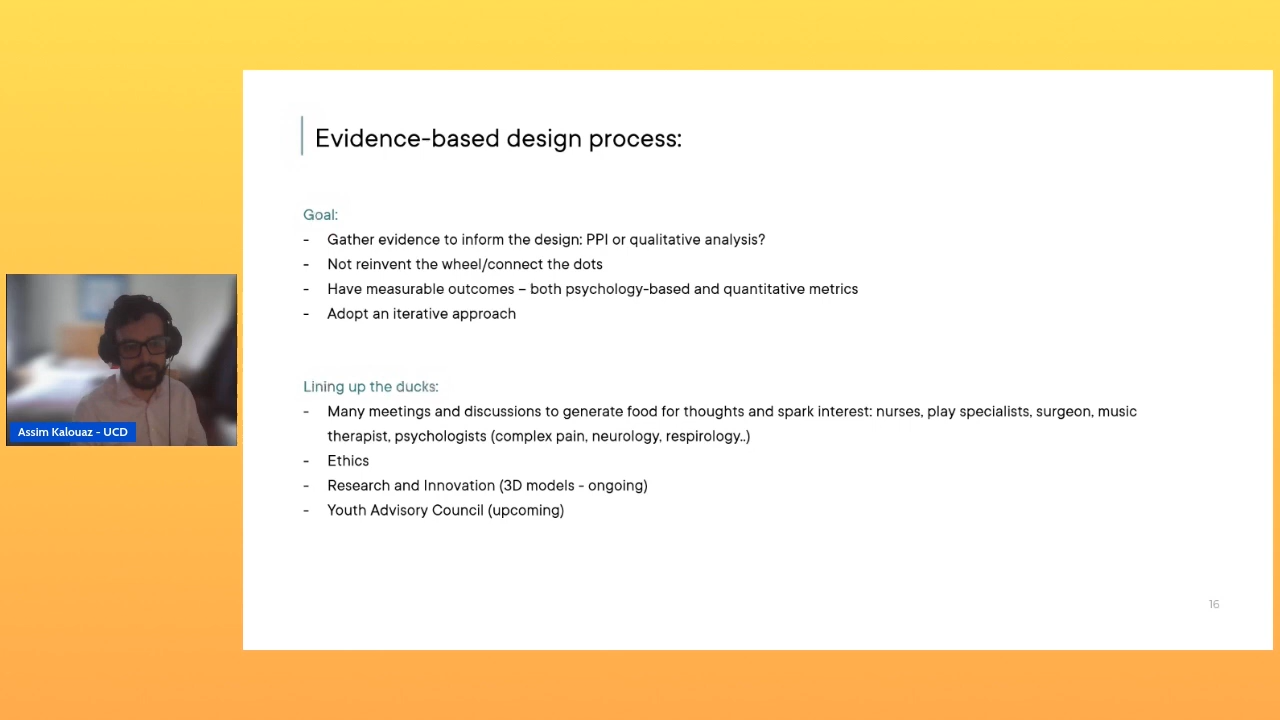 Evidence-based design process:
Goal:
- Gather evidence to inform the design: PPI or qualitative analysis?
- Not reinvent the wheel/connect the dots
- Have measurable outcomes – both psychology-based and quantitative metrics
- Adopt an iterative approach
Lining up the ducks:
- Many meetings and discussions to generate food for thoughts and spark interest: nurses, play specialists, surgeon, music
therapist, psychologists (complex pain, neurology, respirology..)
- Ethics
- Research and Innovation (3D models - ongoing)
- Youth Advisory Council (upcoming)
16
Assim Kalouaz - UCD